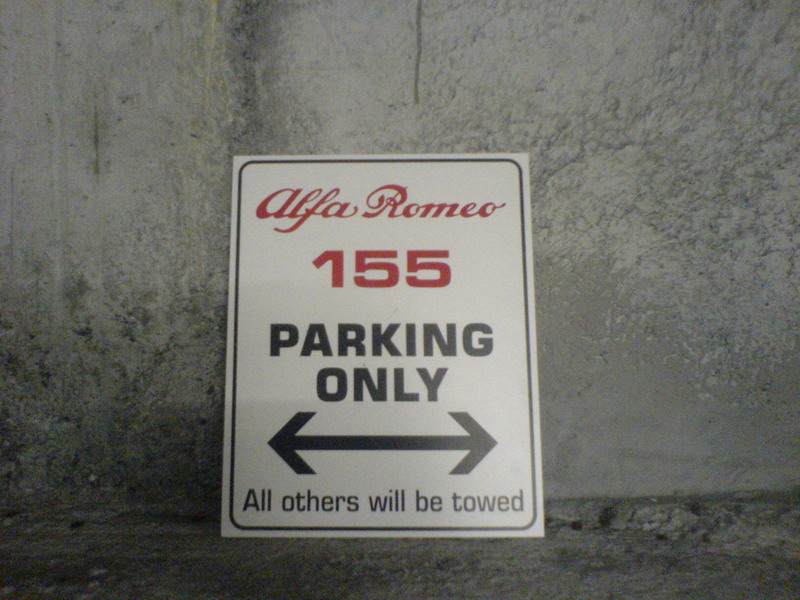 Alfa Romeo
155
PARKING
ONLY
All others will be towed